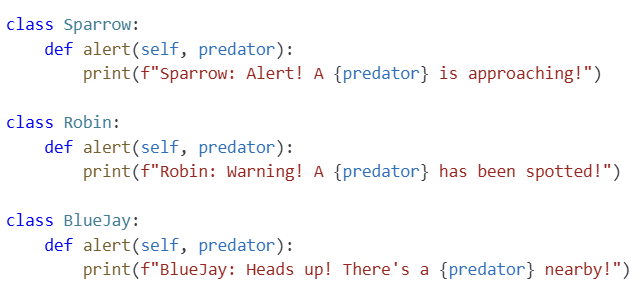 class Sparrow:
    def alert(self, predator):
        print(f"Sparrow: Alert! A {predator} is approaching!")

class Robin:
    def alert(self, predator):
        print(f"Robin: Warning! A {predator} has been spotted!")

class BlueJay:
    def alert(self, predator):
        print(f"BlueJay: Heads up! There's a {predator} nearby!")